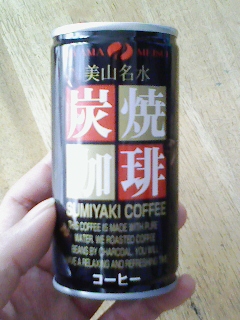 美山名水
炭焼
珈琲
SUMIYAKI COFFEE
THIS COFFEE IS MADE WITH PURE
WATER. WE ROASTED COFFEE
BEANS BY CHARCOAL. YOU WILL
HAVE A RELAXING AND REFRESHING TIME.
コーヒー